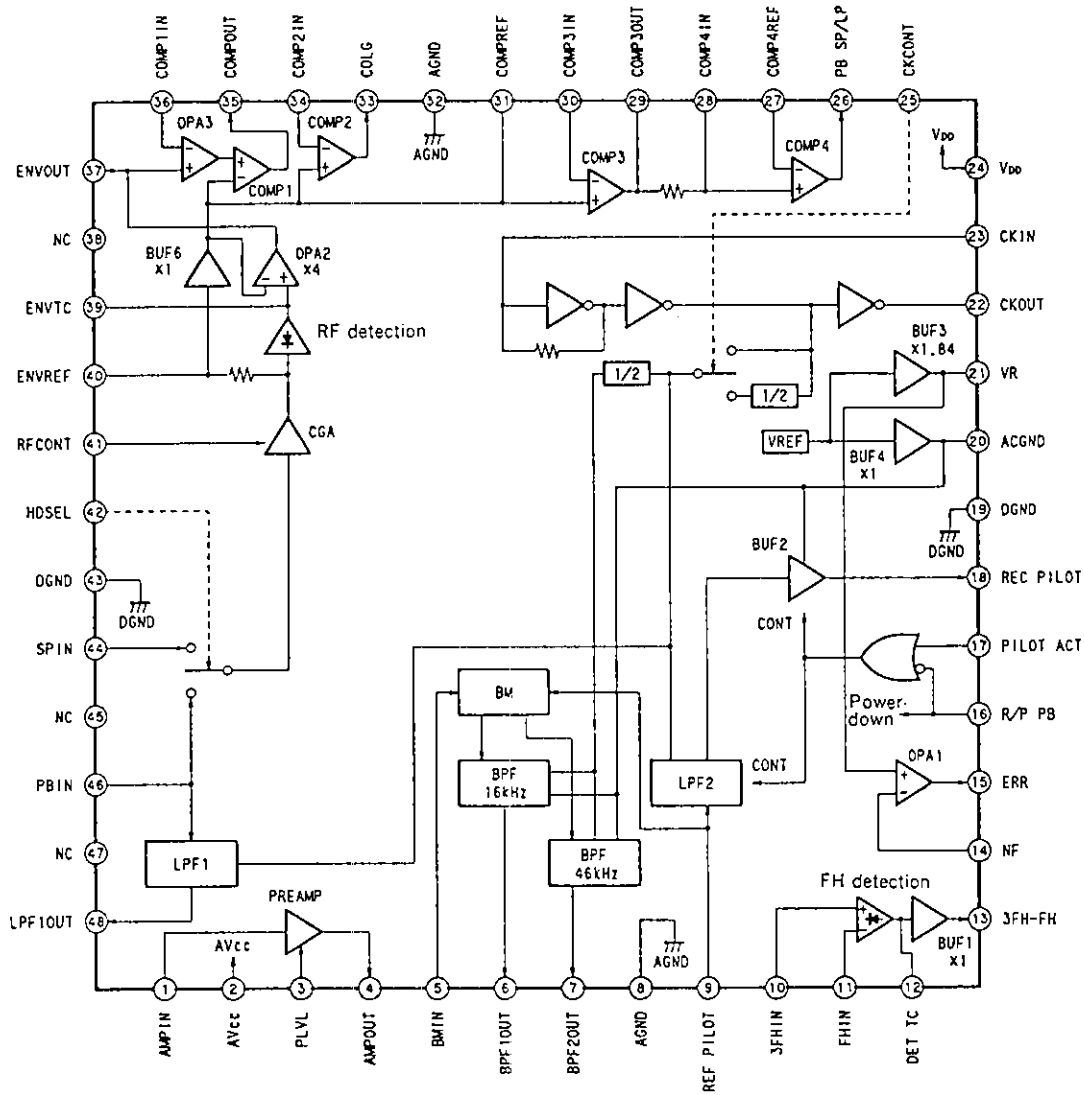 COMP1IN
COMPOUT
COMP2IN
COLG
AGND
COMPREF
COMP3IN
COMP3OUT
COMP4IN
COMP4REF
PB SP/LP
CKCONT
36
35
34
33
32
31
30
29
28
27
26
25
OPA3
COMP1
COMP2
AGND
COMP3
COMP4
VDD
24
VDD
ENVOUT
37
NC
38
BUF6
X1
OPA2
X4
23
CKIN
ENVTC
39
RF detection
22
CKOUT
ENVREF
40
1/2
1/2
BUF3
X1.84
21
VR
RFCONT
41
CGA
VREF
BUF4
X1
20
ACGND
HDSEL
42
19
DGND
DGND
BUF2
DGND
43
DGND
18
REC PILOT
CONT
SPIN
44
17
PILOT ACT
BM
Power-
down
16
R/P PB
NC
45
BPF
16kHz
LPF2
CONT
OPA1
PBIN
46
15
ERR
NC
47
LPF1
BPF
46kHz
14
NF
FH detection
LPF1OUT
48
PREAMP
AVcc
AGND
BUF1
X1
13
3FH-FH
1
2
3
4
5
6
7
8
9
10
11
12
AMPIN
AVcc
PLVL
AMPOUT
BMIN
BPF1OUT
BPF2OUT
AGND
REF PILOT
3FHIN
FHIN
DET TC